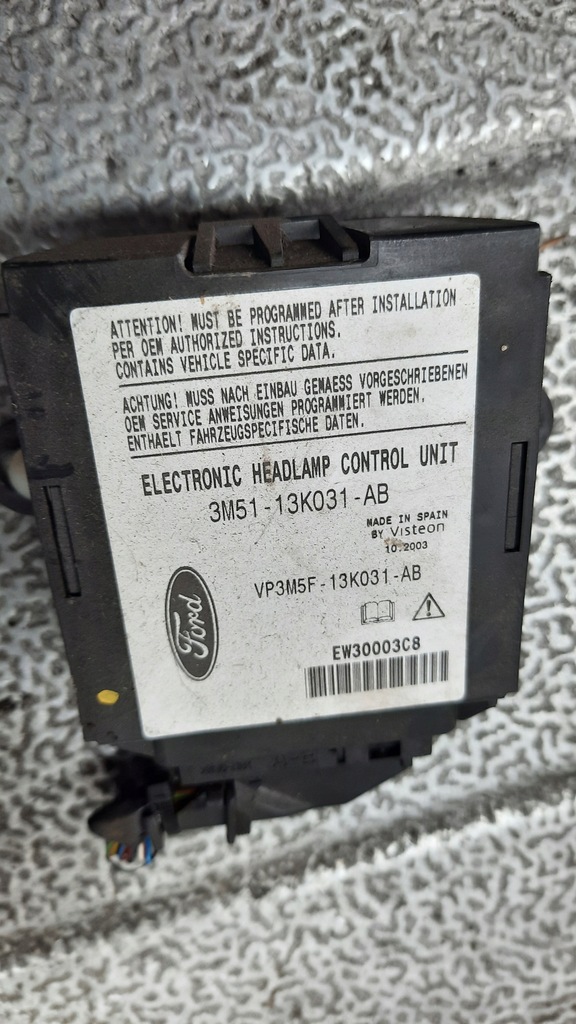 ATTENTION! MUST BE PROGRAMMED AFTER INSTALLATION
PER OEM AUTHORIZED INSTRUCTIONS.
CONTAINS VEHICLE SPECIFIC DATA.
ACHTUNG! MUSS NACH EINBAU GEMAESS VORGESCHRIEBENEN
OEM SERVICE ANWEISUNGEN PROGRAMMIERT WERDEN.
ENTHAELT FAHRZEUGSPEZIFISCHE DATEN.
ELECTRONIC HEADLAMP CONTROL UNIT
3M51-13K031-AB
MADE IN SPAIN
BY Visteon
10.2003
VP3M5F-13K031-AB
Ford
EW30003C8